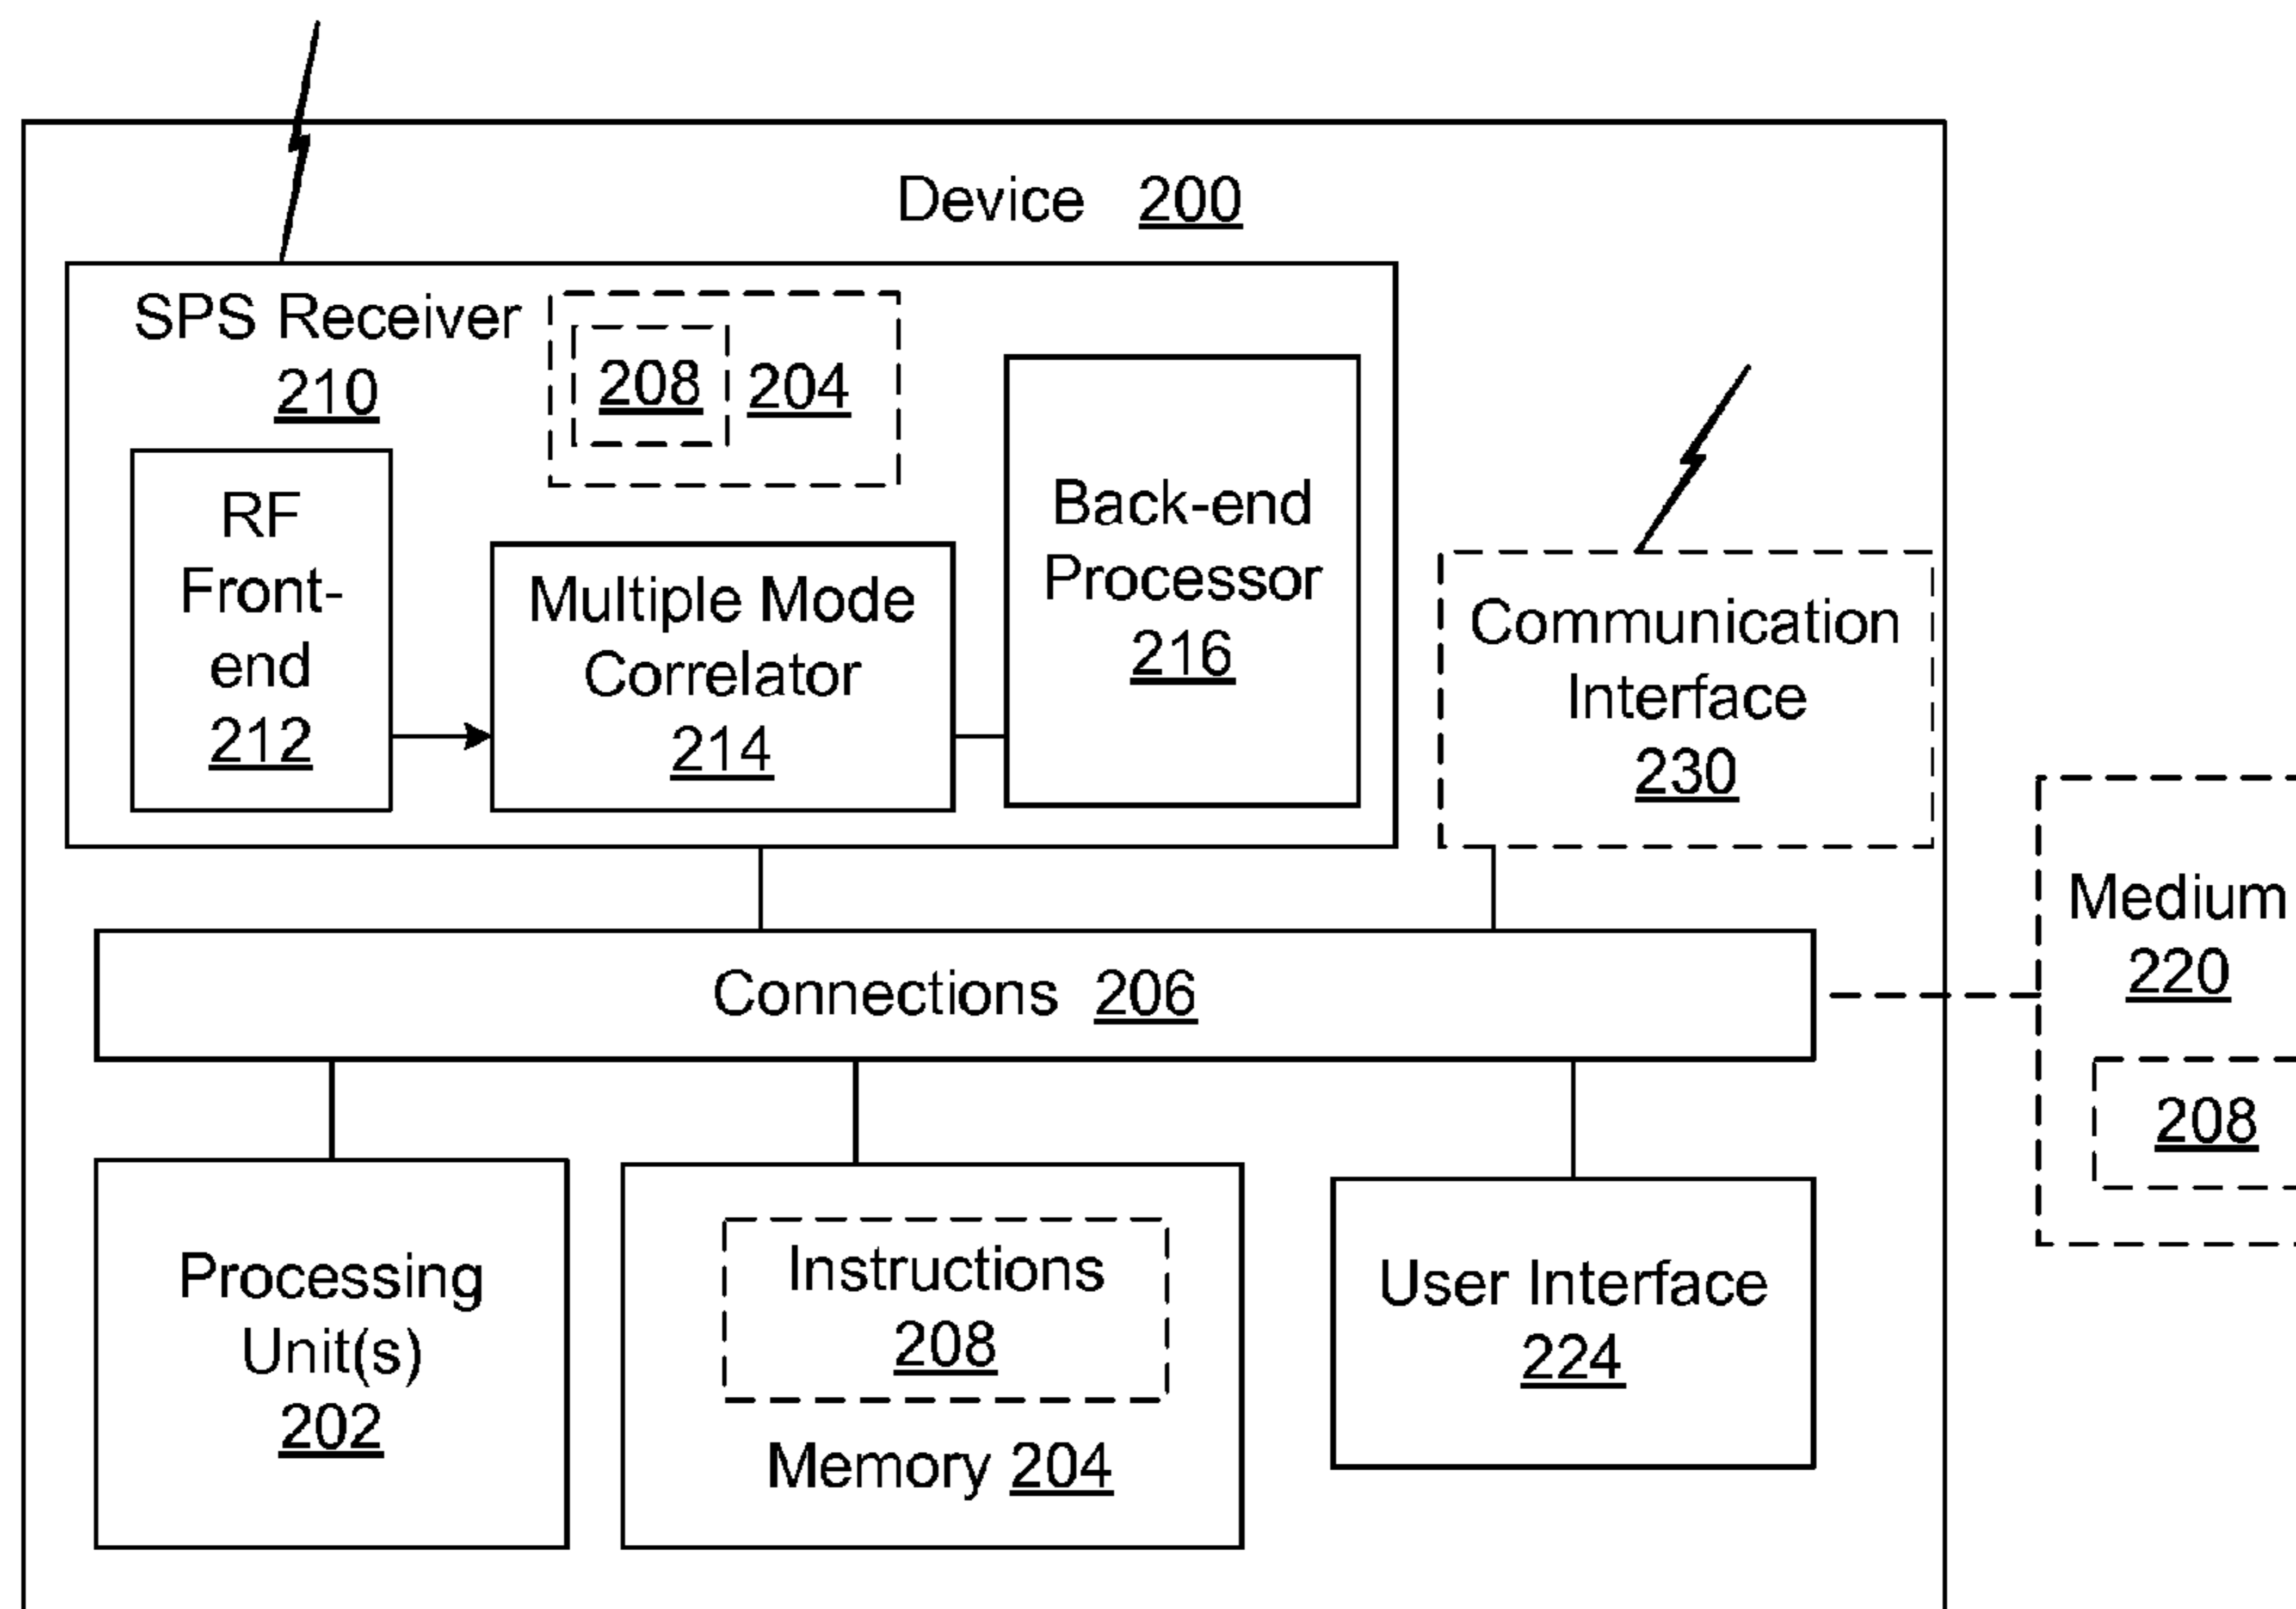 Device 200
SPS Receiver
210
208 204
RF
Front-
end
212
Multiple Mode
Correlator
214
Back-end
Processor
216
Communication
Interface
230
Connections 206
Medium
220
208
Processing
Unit(s)
202
Instructions
208
Memory 204
User Interface
224